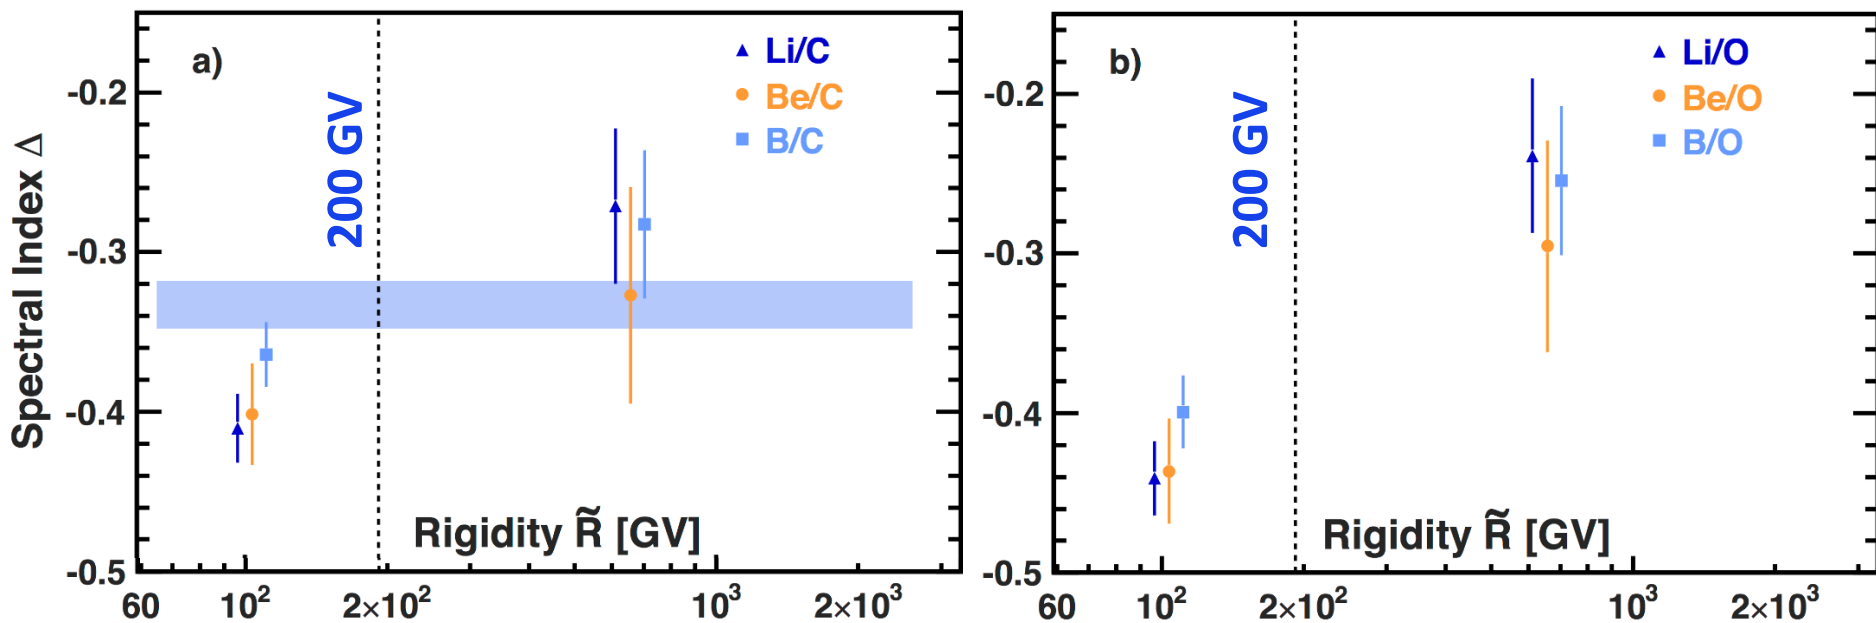 a)
Li/C
Be/C
B/C
200 GV
Spectral Index Δ
-0.2
-0.3
-0.4
-0.5
Rigidity R̃ [GV]
60 10² 2×10² 10³ 2×10³
b)
Li/O
Be/O
B/O
200 GV
-0.2
-0.3
-0.4
-0.5
Rigidity R̃ [GV]
60 10² 2×10² 10³ 2×10³